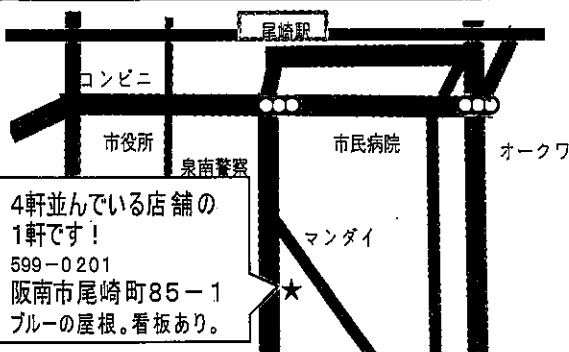 尾崎駅
コンビニ
市役所
泉南警察
市民病院
オークワ
マンダイ
4軒並んでいる店舗の
1軒です！
599-0201
阪南市尾崎町85-1
ブルーの屋根。看板あり。
★